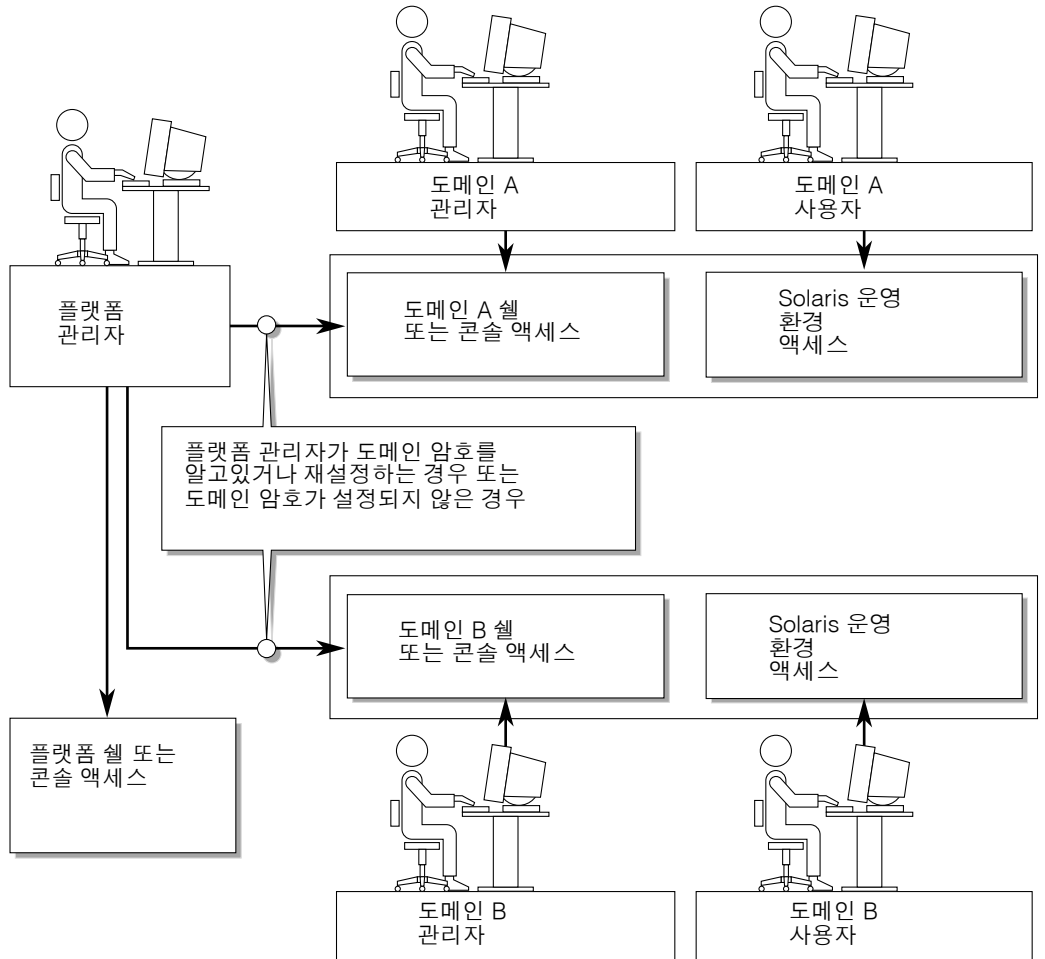 도메인 A
관리자
도메인 A
사용자
플랫폼
관리자
도메인 A 쉘
또는 콘솔 액세스
Solaris 운영
환경
액세스
플랫폼 관리자가 도메인 암호를
알고있거나 재설정하는 경우 또는
도메인 암호가 설정되지 않은 경우
도메인 B 쉘
또는 콘솔 액세스
Solaris 운영
환경
액세스
플랫폼 쉘 또는
콘솔 액세스
도메인 B
관리자
도메인 B
사용자